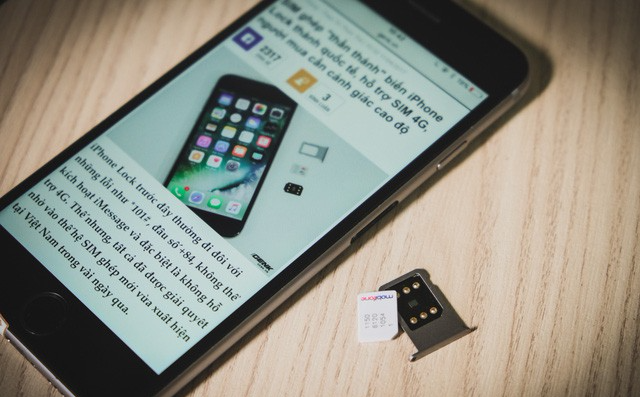 SIM ghép "thần thánh" biến iPhone
Lock thành quốc tế, hỗ trợ SIM 4G,
người mua cần cảnh giác cao độ
2317
3
iPhone Lock trước đây thường đi đôi với
những lỗi như "101#, đầu số +84, không thể
kích hoạt iMessage và đặc biệt là không hỗ
trợ 4G. Thế nhưng, tất cả đã được giải quyết
nhờ vào thế hệ SIM ghép mới vừa xuất hiện
tại Việt Nam trong vài ngày qua.
mobifone